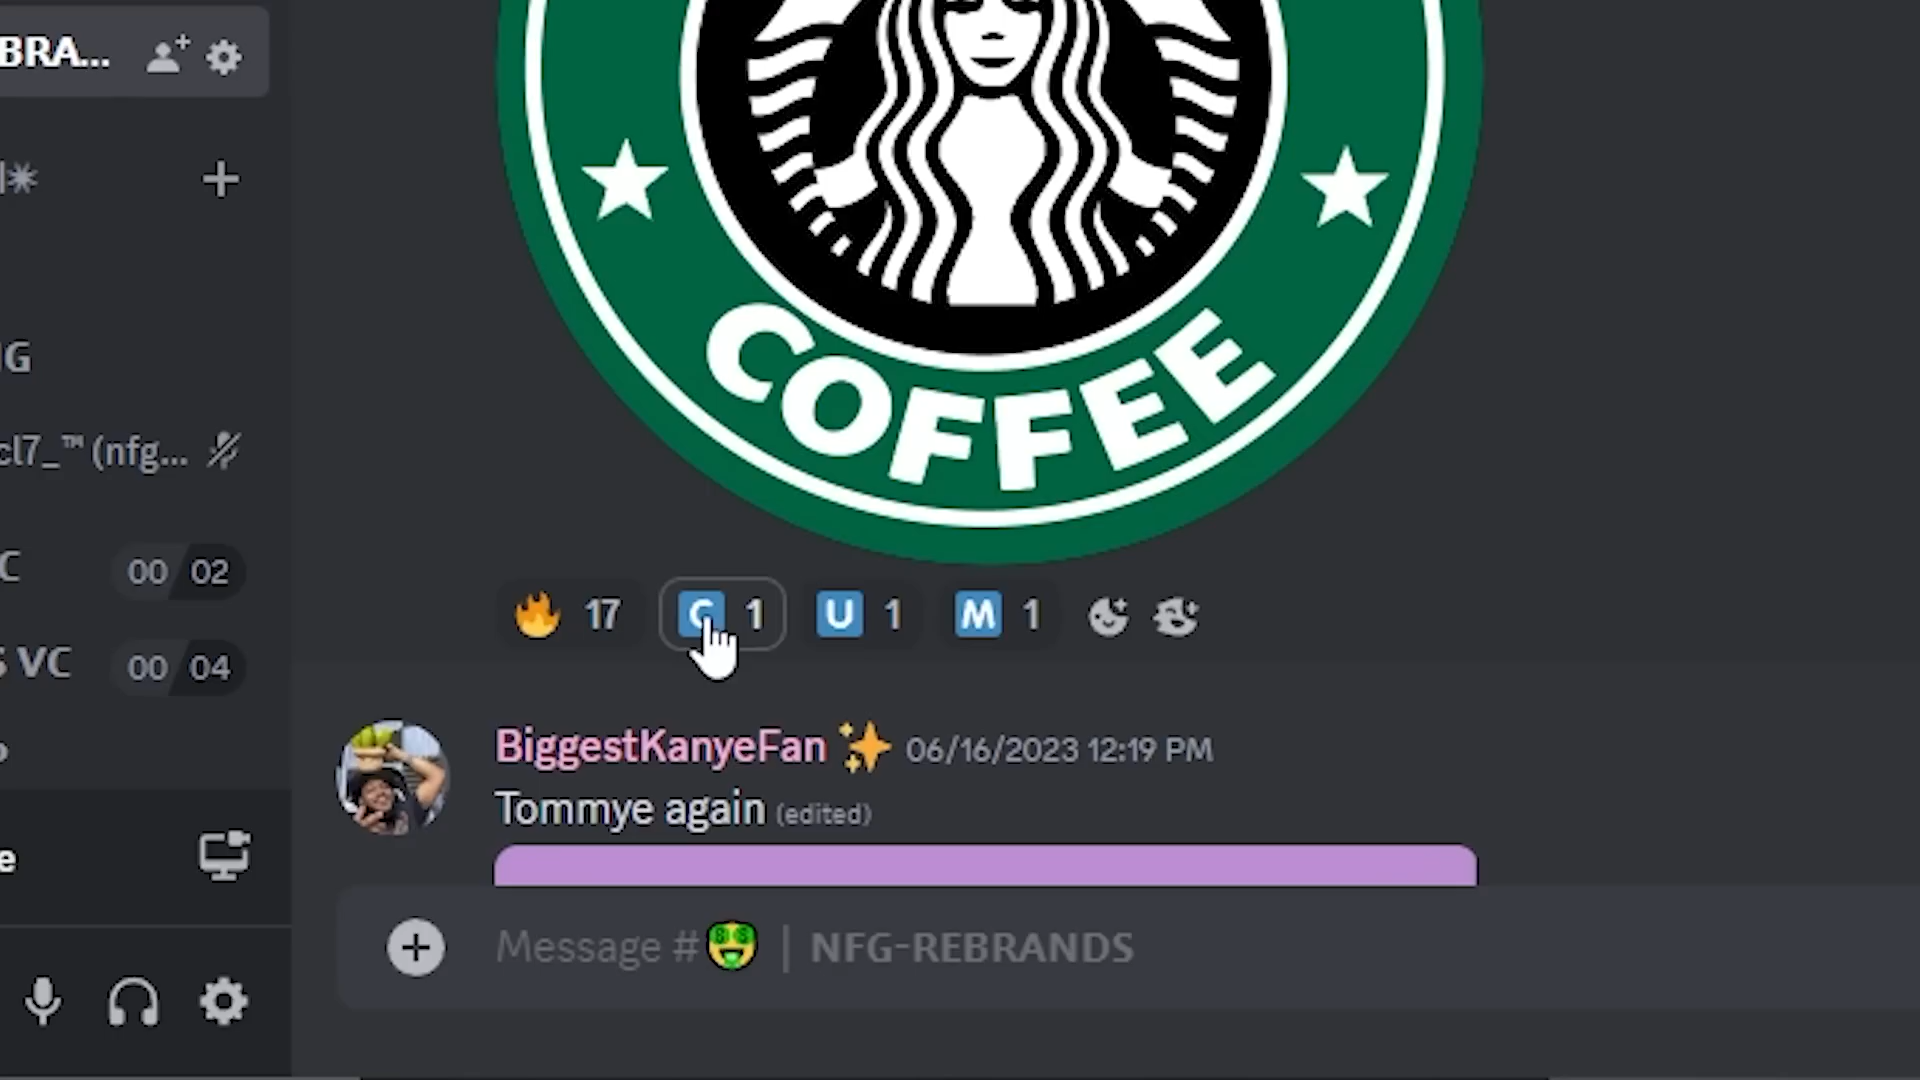 BRA...
NG
cl7_™ (nfg...
C 00 02
S VC 00 04
COFFEE
🔥 17 C 1 U 1 M 1
BiggestKanyeFan ✨ 06/16/2023 12:19 PM
Tommye again (edited)
e
Message #🤑 | NFG-REBRANDS